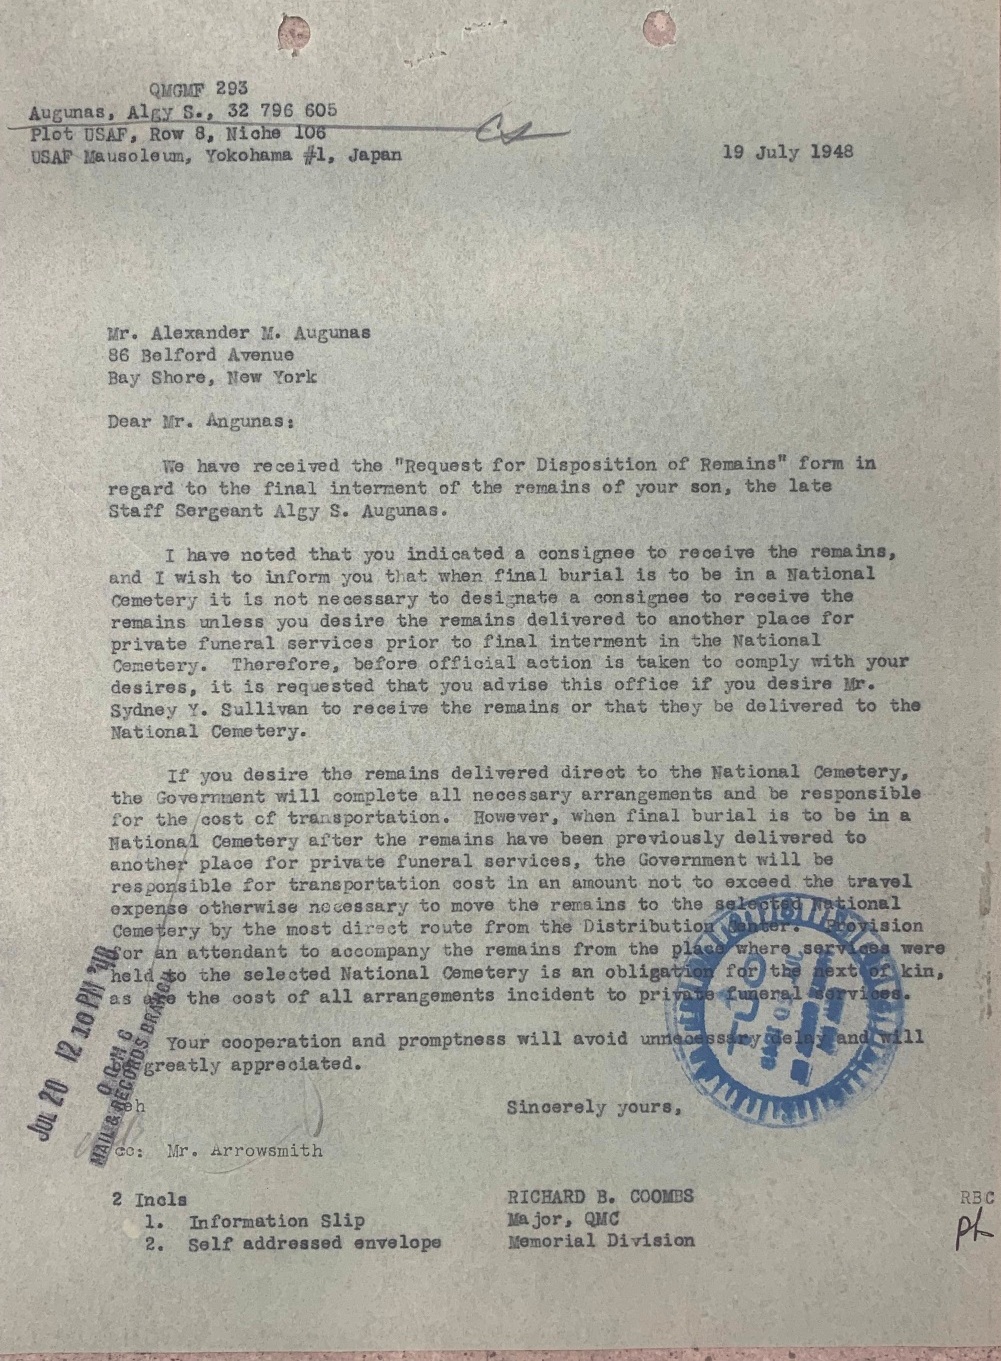 QMGMF 293
Augunas, Algy S., 32 796 605
Plot USAF, Row 8, Niche 106
USAF Mausoleum, Yokohama #1, Japan
19 July 1948
Mr. Alexander M. Augunas
86 Belford Avenue
Bay Shore, New York
Dear Mr. Angunas:
We have received the "Request for Disposition of Remains" form in
regard to the final interment of the remains of your son, the late
Staff Sergeant Algy S. Augunas.
I have noted that you indicated a consignee to receive the remains,
and I wish to inform you that when final burial is to be in a National
Cemetery it is not necessary to designate a consignee to receive the
remains unless you desire the remains delivered to another place for
private funeral services prior to final interment in the National
Cemetery. Therefore, before official action is taken to comply with your
desires, it is requested that you advise this office if you desire Mr.
Sydney Y. Sullivan to receive the remains or that they be delivered to the
National Cemetery.
If you desire the remains delivered direct to the National Cemetery,
the Government will complete all necessary arrangements and be responsible
for the cost of transportation. However, when final burial is to be in a
National Cemetery after the remains have been previously delivered to
another place for private funeral services, the Government will be
responsible for transportation cost in an amount not to exceed the travel
expense otherwise necessary to move the remains to the selected National
Cemetery by the most direct route from the Distribution Center. Provision
for an attendant to accompany the remains from the place where services were
held to the selected National Cemetery is an obligation for the next of kin,
as are the cost of all arrangements incident to private funeral services.
Your cooperation and promptness will avoid unnecessary delay and will
greatly appreciated.
Sincerely yours,
cc: Mr. Arrowsmith
2 Incls
1. Information Slip
2. Self addressed envelope
RICHARD B. COOMBS
Major, QMC
Memorial Division
RBC
JUL 20 12 10 PM '48
MAIL & RECORDS BRANCH